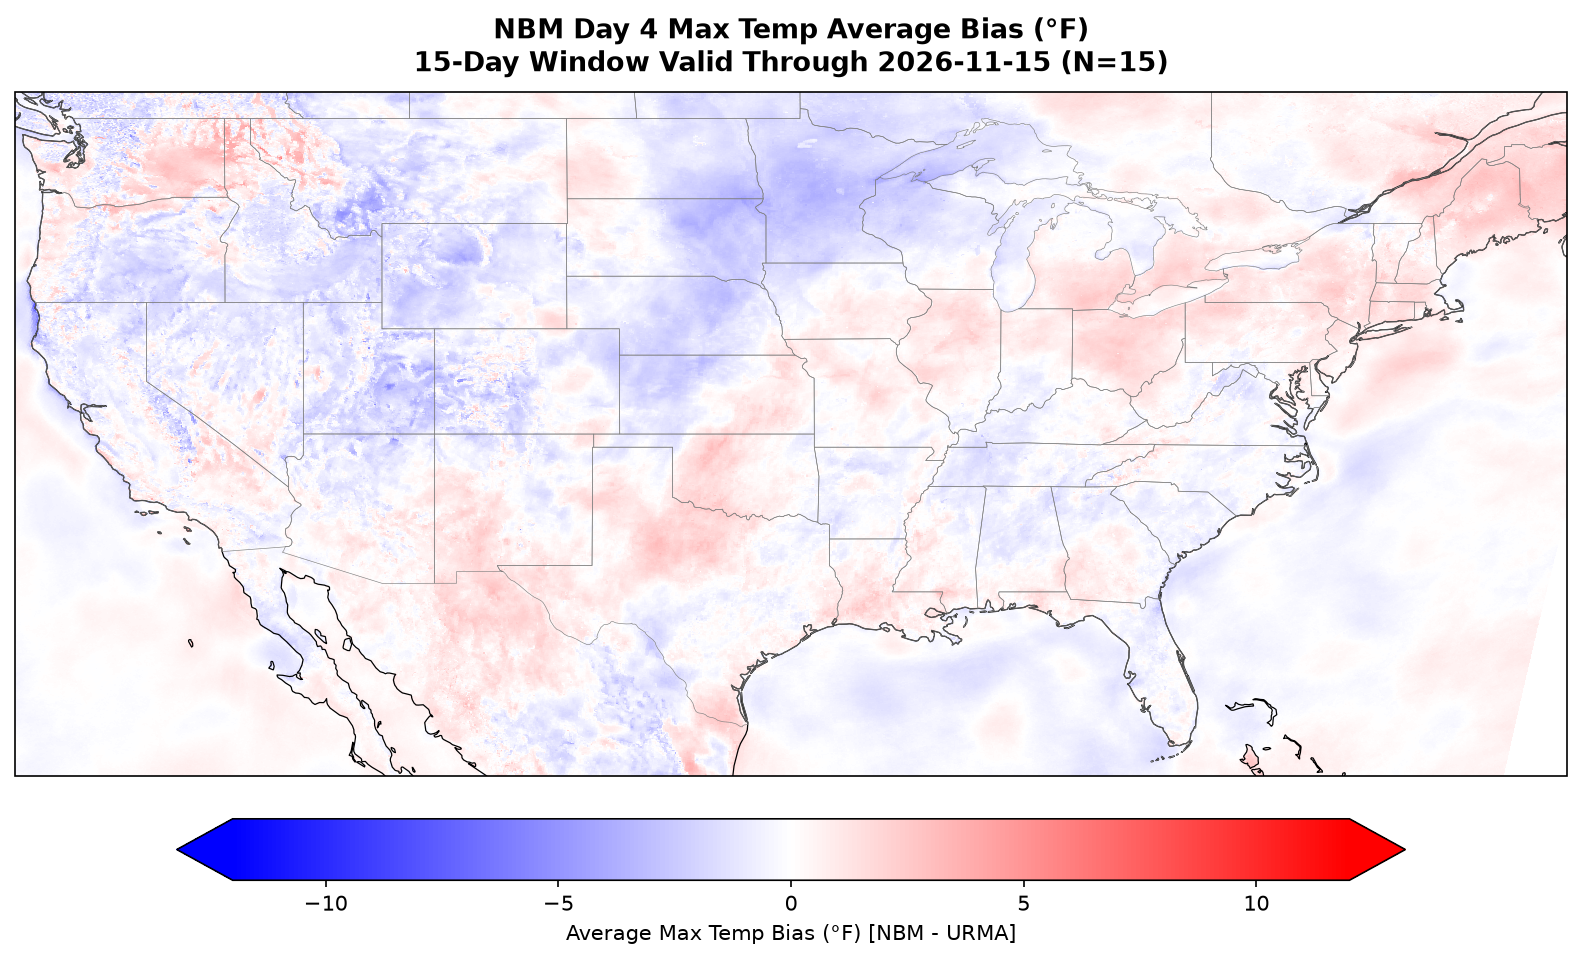 NBM Day 4 Max Temp Average Bias (°F)
15-Day Window Valid Through 2026-11-15 (N=15)
−10 −5 0 5 10
Average Max Temp Bias (°F) [NBM - URMA]